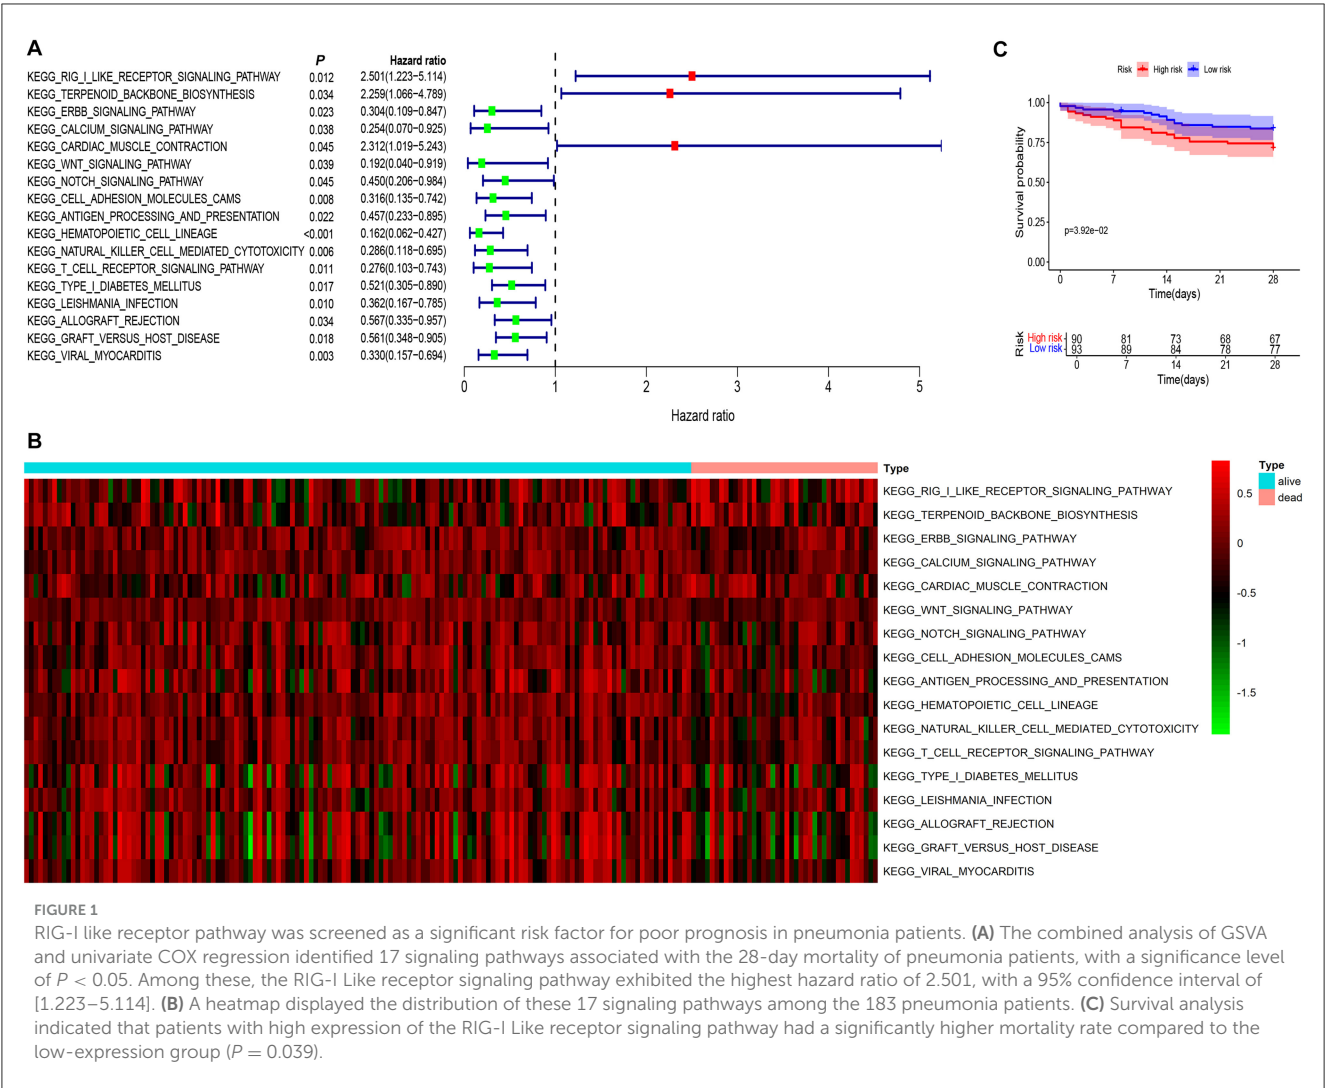 A
P Hazard ratio
KEGG_RIG_I_LIKE_RECEPTOR_SIGNALING_PATHWAY 0.012 2.501(1.223−5.114)
KEGG_TERPENOID_BACKBONE_BIOSYNTHESIS 0.034 2.259(1.066−4.789)
KEGG_ERBB_SIGNALING_PATHWAY 0.023 0.304(0.109−0.847)
KEGG_CALCIUM_SIGNALING_PATHWAY 0.038 0.254(0.070−0.925)
KEGG_CARDIAC_MUSCLE_CONTRACTION 0.045 2.312(1.019−5.243)
KEGG_WNT_SIGNALING_PATHWAY 0.039 0.192(0.040−0.919)
KEGG_NOTCH_SIGNALING_PATHWAY 0.045 0.450(0.206−0.984)
KEGG_CELL_ADHESION_MOLECULES_CAMS 0.008 0.316(0.135−0.742)
KEGG_ANTIGEN_PROCESSING_AND_PRESENTATION 0.022 0.457(0.233−0.895)
KEGG_HEMATOPOIETIC_CELL_LINEAGE <0.001 0.162(0.062−0.427)
KEGG_NATURAL_KILLER_CELL_MEDIATED_CYTOTOXICITY 0.006 0.286(0.118−0.695)
KEGG_T_CELL_RECEPTOR_SIGNALING_PATHWAY 0.011 0.276(0.103−0.743)
KEGG_TYPE_I_DIABETES_MELLITUS 0.017 0.521(0.305−0.890)
KEGG_LEISHMANIA_INFECTION 0.010 0.362(0.167−0.785)
KEGG_ALLOGRAFT_REJECTION 0.034 0.567(0.335−0.957)
KEGG_GRAFT_VERSUS_HOST_DISEASE 0.018 0.561(0.348−0.905)
KEGG_VIRAL_MYOCARDITIS 0.003 0.330(0.157−0.694)
0 1 2 3 4 5
Hazard ratio
C
Risk High risk Low risk
Survival probability
1.00
0.75
0.50
0.25
0.00
p=3.92e−02
0 7 14 21 28
Time(days)
Risk
High risk 90 81 73 68 67
Low risk 93 89 84 78 77
0 7 14 21 28
Time(days)
B
Type
KEGG_RIG_I_LIKE_RECEPTOR_SIGNALING_PATHWAY
KEGG_TERPENOID_BACKBONE_BIOSYNTHESIS
KEGG_ERBB_SIGNALING_PATHWAY
KEGG_CALCIUM_SIGNALING_PATHWAY
KEGG_CARDIAC_MUSCLE_CONTRACTION
KEGG_WNT_SIGNALING_PATHWAY
KEGG_NOTCH_SIGNALING_PATHWAY
KEGG_CELL_ADHESION_MOLECULES_CAMS
KEGG_ANTIGEN_PROCESSING_AND_PRESENTATION
KEGG_HEMATOPOIETIC_CELL_LINEAGE
KEGG_NATURAL_KILLER_CELL_MEDIATED_CYTOTOXICITY
KEGG_T_CELL_RECEPTOR_SIGNALING_PATHWAY
KEGG_TYPE_I_DIABETES_MELLITUS
KEGG_LEISHMANIA_INFECTION
KEGG_ALLOGRAFT_REJECTION
KEGG_GRAFT_VERSUS_HOST_DISEASE
KEGG_VIRAL_MYOCARDITIS
0.5
0
-0.5
-1
-1.5
Type
alive
dead
FIGURE 1
RIG-I like receptor pathway was screened as a significant risk factor for poor prognosis in pneumonia patients. (A) The combined analysis of GSVA
and univariate COX regression identified 17 signaling pathways associated with the 28-day mortality of pneumonia patients, with a significance level
of P < 0.05. Among these, the RIG-I Like receptor signaling pathway exhibited the highest hazard ratio of 2.501, with a 95% confidence interval of
[1.223–5.114]. (B) A heatmap displayed the distribution of these 17 signaling pathways among the 183 pneumonia patients. (C) Survival analysis
indicated that patients with high expression of the RIG-I Like receptor signaling pathway had a significantly higher mortality rate compared to the
low-expression group (P = 0.039).